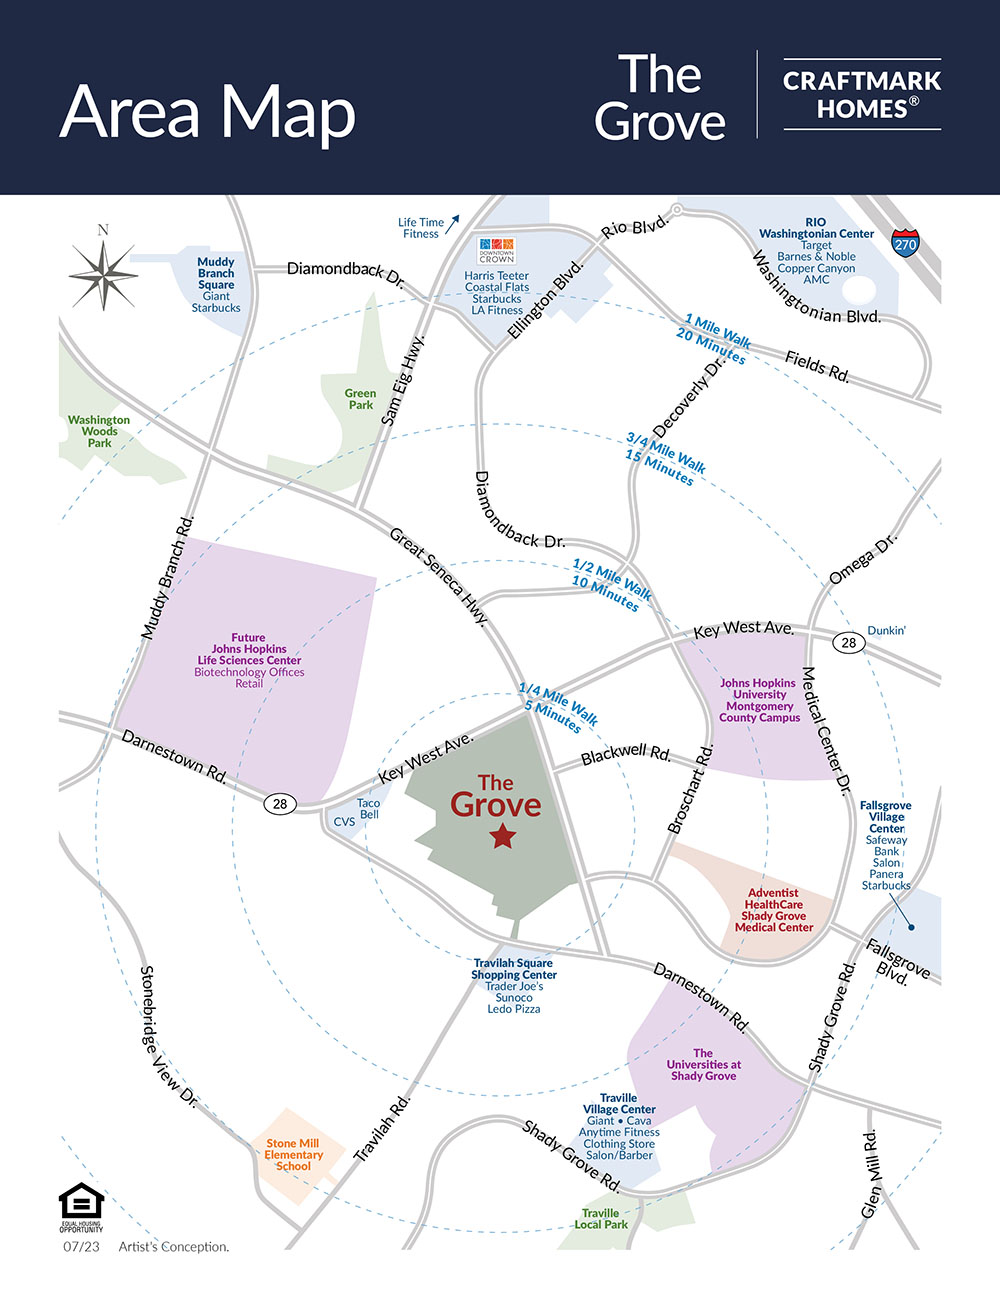 Area Map
The
Grove
CRAFTMARK
HOMES®
N
Life Time
Fitness
DOWNTOWN
CROWN
Harris Teeter
Coastal Flats
Starbucks
LA Fitness
Rio Blvd.
RIO
Washingtonian Center
Target
Barnes & Noble
Copper Canyon
AMC
270
Muddy
Branch
Square
Giant
Starbucks
Diamondback Dr.
Ellington Blvd.
Washingtonian Blvd.
1 Mile Walk
20 Minutes
Fields Rd.
Sam Eig Hwy.
Green
Park
Decoverly Dr.
Washington
Woods
Park
3/4 Mile Walk
15 Minutes
Diamondback Dr.
Muddy Branch Rd.
Great Seneca Hwy.
Omega Dr.
1/2 Mile Walk
10 Minutes
Key West Ave.
28
Dunkin'
Future
Johns Hopkins
Life Sciences Center
Biotechnology Offices
Retail
Johns Hopkins
University
Montgomery
County Campus
Medical Center Dr.
1/4 Mile Walk
5 Minutes
Darnestown Rd.
Key West Ave.
Blackwell Rd.
Broschart Rd.
28
Taco
Bell
CVS
The
Grove
Fallsgrove
Village
Center
Safeway
Bank
Salon
Panera
Starbucks
Adventist
HealthCare
Shady Grove
Medical Center
Fallsgrove
Blvd.
Travilah Square
Shopping Center
Trader Joe's
Sunoco
Ledo Pizza
Darnestown Rd.
Shady Grove Rd.
Stonebridge View Dr.
The
Universities at
Shady Grove
Traville
Village Center
Giant • Cava
Anytime Fitness
Clothing Store
Salon/Barber
Travilah Rd.
Shady Grove Rd.
Stone Mill
Elementary
School
Glen Mill Rd.
Traville
Local Park
EQUAL HOUSING
OPPORTUNITY
07/23 Artist's Conception.